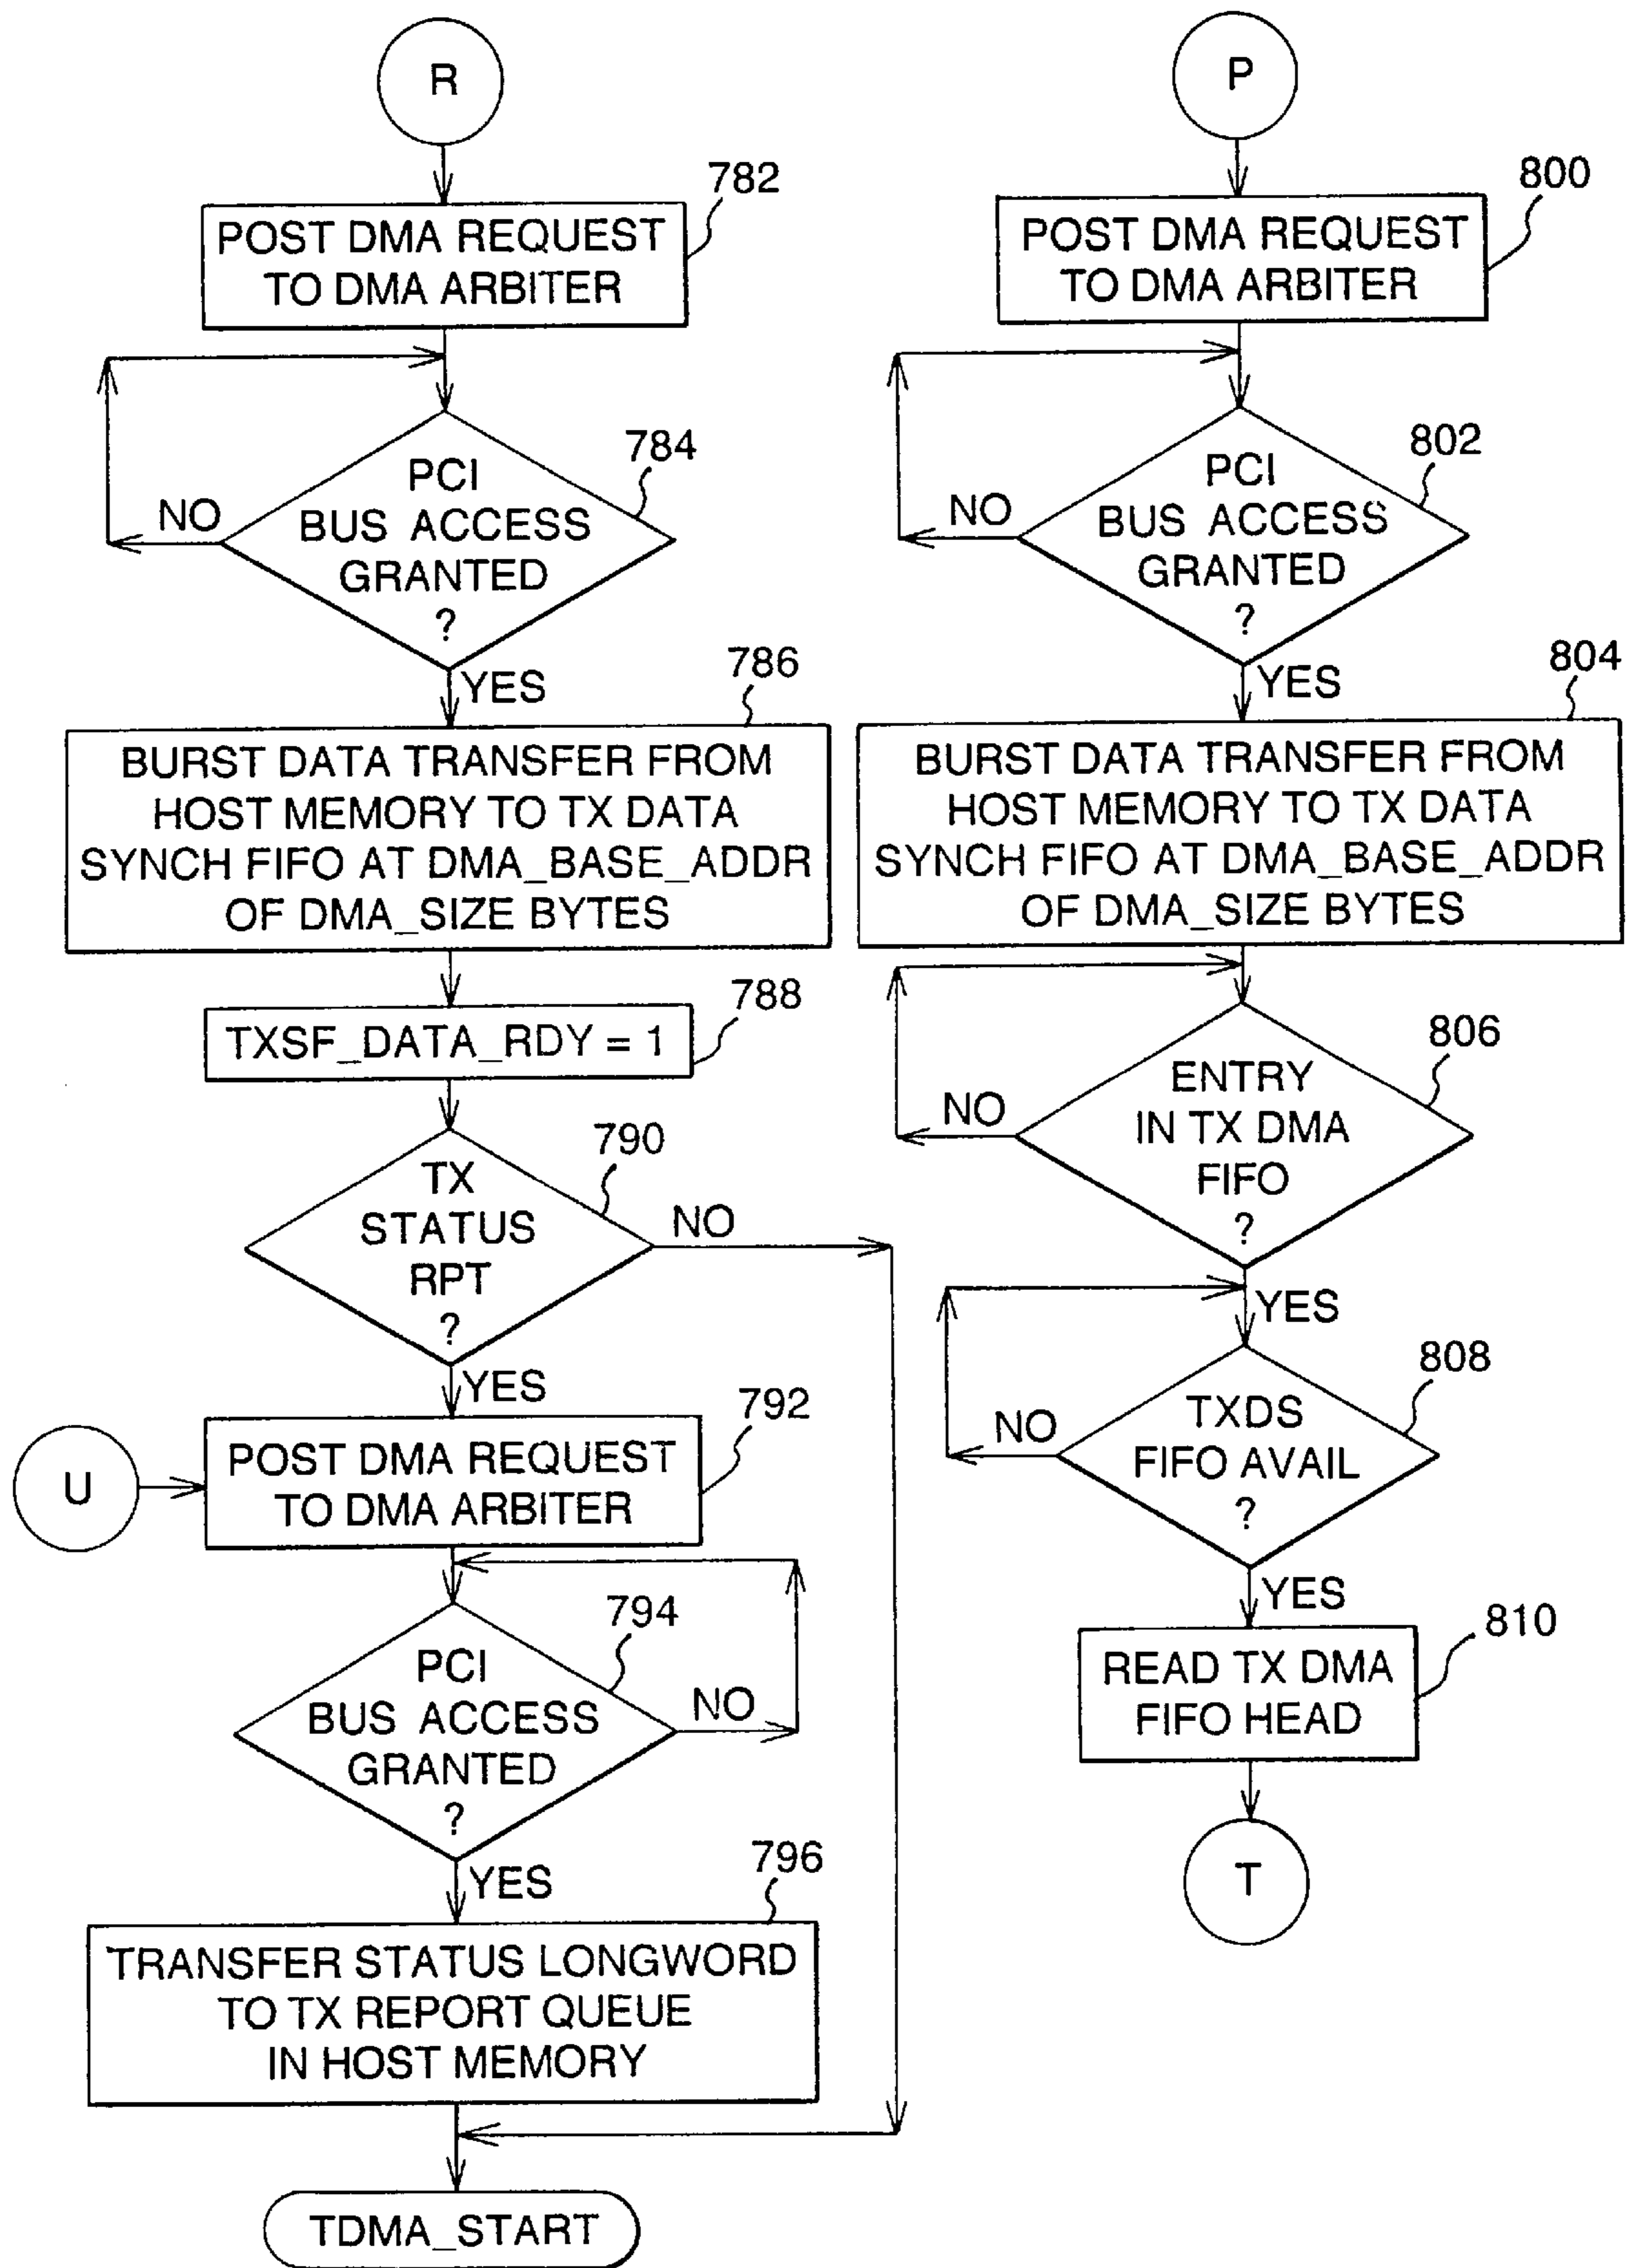 R
782
POST DMA REQUEST
TO DMA ARBITER
784
PCI
BUS ACCESS
GRANTED
?
NO
YES
786
BURST DATA TRANSFER FROM
HOST MEMORY TO TX DATA
SYNCH FIFO AT DMA_BASE_ADDR
OF DMA_SIZE BYTES
788
TXSF_DATA_RDY = 1
790
TX
STATUS
RPT
?
NO
YES
792
U
POST DMA REQUEST
TO DMA ARBITER
794
PCI
BUS ACCESS
GRANTED
?
NO
YES
796
TRANSFER STATUS LONGWORD
TO TX REPORT QUEUE
IN HOST MEMORY
TDMA_START
P
800
POST DMA REQUEST
TO DMA ARBITER
802
PCI
BUS ACCESS
GRANTED
?
NO
YES
804
BURST DATA TRANSFER FROM
HOST MEMORY TO TX DATA
SYNCH FIFO AT DMA_BASE_ADDR
OF DMA_SIZE BYTES
806
ENTRY
IN TX DMA
FIFO
?
NO
YES
808
TXDS
FIFO AVAIL
?
NO
YES
810
READ TX DMA
FIFO HEAD
T